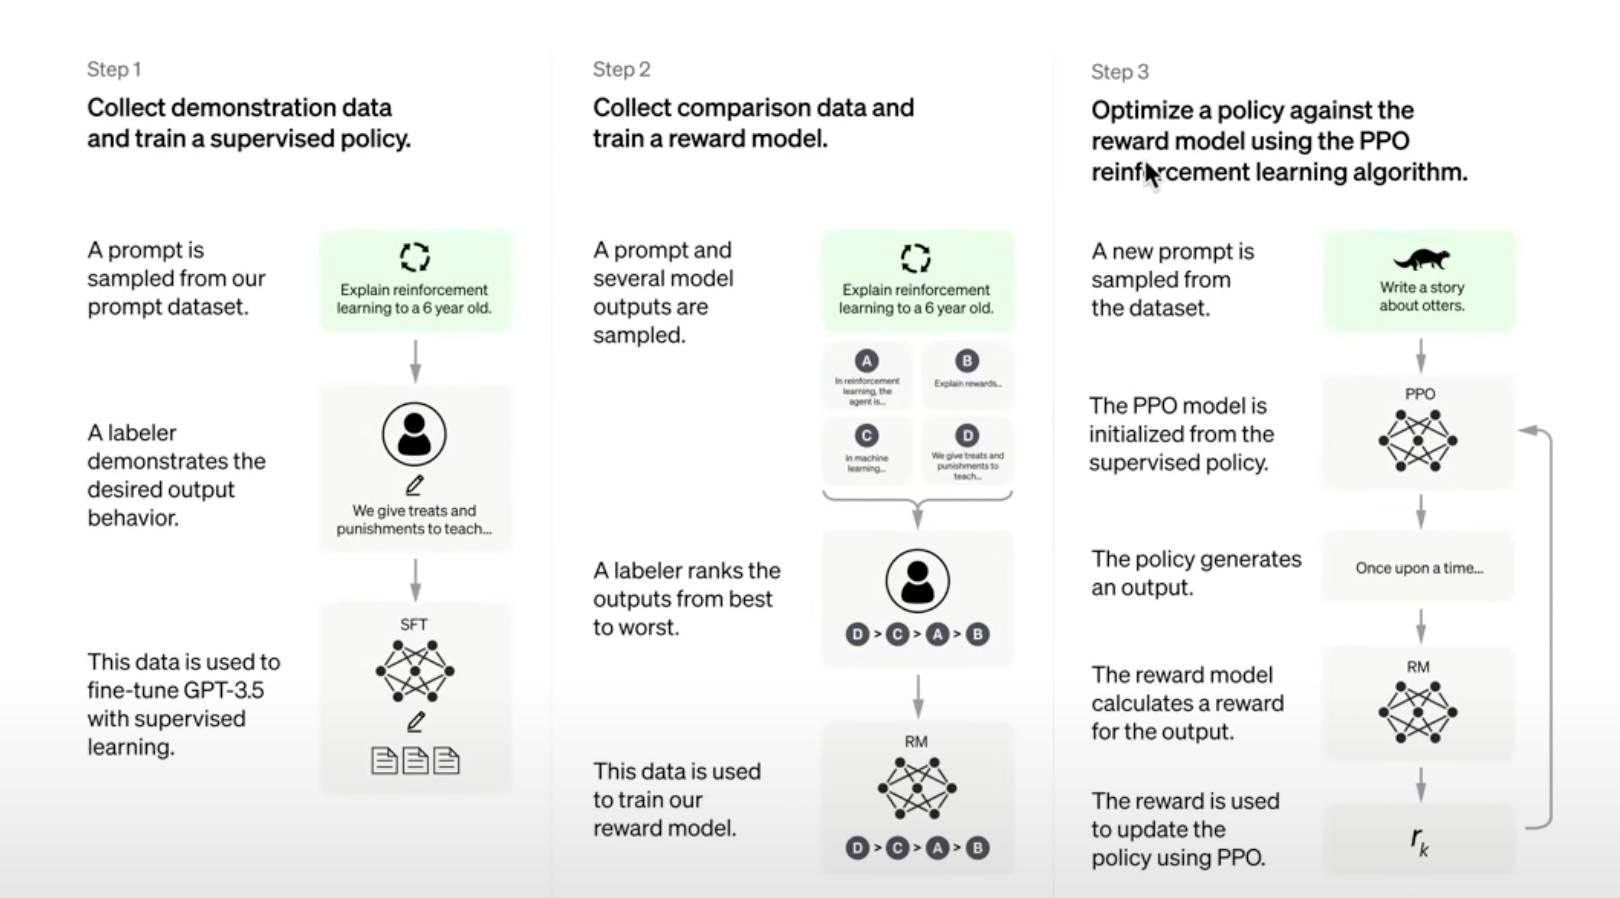 Step 1
Collect demonstration data
and train a supervised policy.
A prompt is
sampled from our
prompt dataset.
Explain reinforcement
learning to a 6 year old.
A labeler
demonstrates the
desired output
behavior.
We give treats and
punishments to teach...
This data is used to
fine-tune GPT-3.5
with supervised
learning.
SFT
Step 2
Collect comparison data and
train a reward model.
A prompt and
several model
outputs are
sampled.
Explain reinforcement
learning to a 6 year old.
A
In reinforcement
learning, the
agent is...
B
Explain rewards...
C
In machine
learning...
D
We give treats and
punishments to
teach...
A labeler ranks the
outputs from best
to worst.
D > C > A > B
This data is used
to train our
reward model.
RM
D > C > A > B
Step 3
Optimize a policy against the
reward model using the PPO
reinforcement learning algorithm.
A new prompt is
sampled from
the dataset.
Write a story
about otters.
The PPO model is
initialized from the
supervised policy.
PPO
The policy generates
an output.
Once upon a time...
The reward model
calculates a reward
for the output.
RM
The reward is used
to update the
policy using PPO.
rₖ